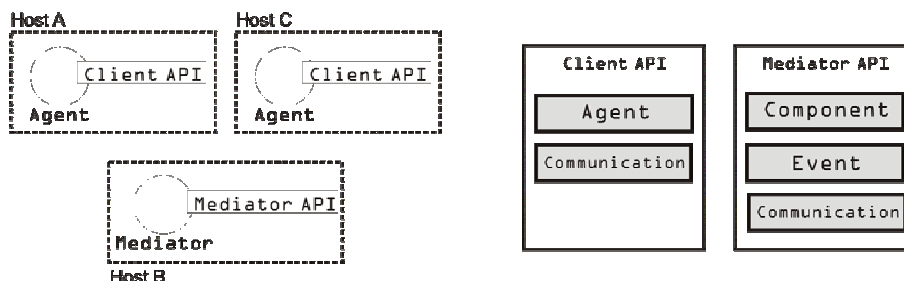 Host A
Client API
Agent
Host C
Client API
Agent
Mediator API
Mediator
Host B
Client API
Agent
Communication
Mediator API
Component
Event
Communication